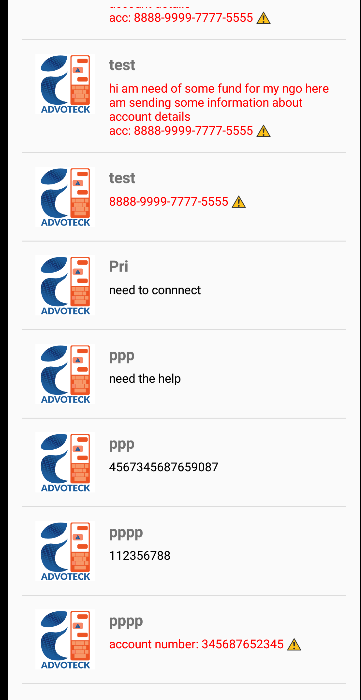 acc: 8888-9999-7777-5555
test
hi am need of some fund for my ngo here
am sending some information about
account details
acc: 8888-9999-7777-5555
ADVOTECK
test
8888-9999-7777-5555
ADVOTECK
Pri
need to connnect
ADVOTECK
ppp
need the help
ADVOTECK
ppp
4567345687659087
ADVOTECK
pppp
112356788
ADVOTECK
pppp
account number: 345687652345
ADVOTECK